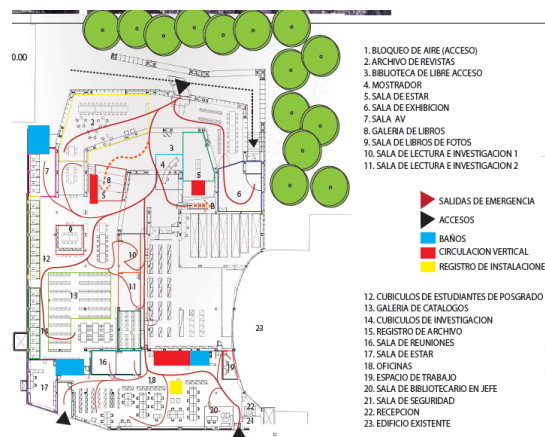 0.00
1. BLOQUEO DE AIRE (ACCESO)
2. ARCHIVO DE REVISTAS
3. BIBLIOTECA DE LIBRE ACCESO
4. MOSTRADOR
5. SALA DE ESTAR
6. SALA DE EXHIBICION
7. SALA AV
8. GALERIA DE LIBROS
9. SALA DE LIBROS DE FOTOS
10. SALA DE LECTURA E INVESTIGACION 1
11. SALA DE LECTURA E INVESTIGACION 2
SALIDAS DE EMERGENCIA
ACCESOS
BAÑOS
CIRCULACION VERTICAL
REGISTRO DE INSTALACIONE
12. CUBICULOS DE ESTUDIANTES DE POSGRADO
13. GALERIA DE CATALOGOS
14. CUBICULOS DE INVESTIGACION
15. REGISTRO DE ARCHIVO
16. SALA DE REUNIONES
17. SALA DE ESTAR
18. OFICINAS
19. ESPACIO DE TRABAJO
20. SALA DE BIBLIOTECARIO EN JEFE
21. SALA DE SEGURIDAD
22. RECEPCION
23. EDIFICIO EXISTENTE
2
3
4
5
6
7
8
5
8
9
10
12
11
13
14
23
16
19
17
18
20
22
21